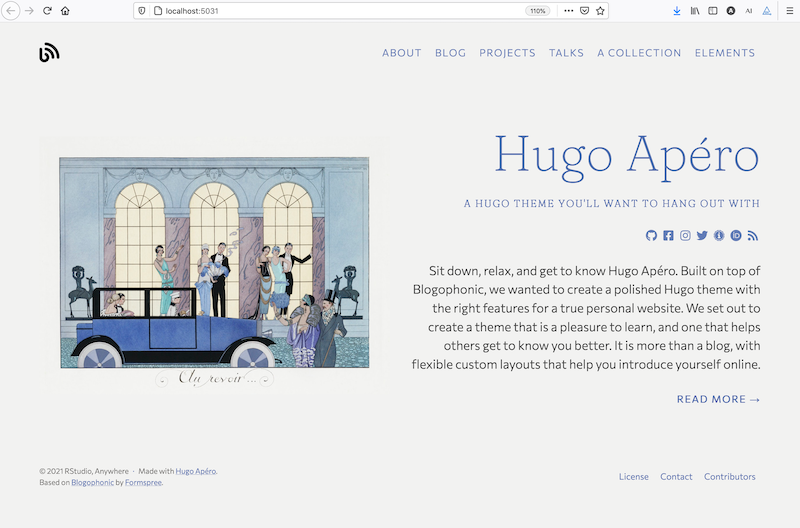 localhost:5031
110%
ABOUT BLOG PROJECTS TALKS A COLLECTION ELEMENTS
Hugo Apéro
A HUGO THEME YOU'LL WANT TO HANG OUT WITH
Sit down, relax, and get to know Hugo Apéro. Built on top of
Blogophonic, we wanted to create a polished Hugo theme with
the right features for a true personal website. We set out to
create a theme that is a pleasure to learn, and one that helps
others get to know you better. It is more than a blog, with
flexible custom layouts that help you introduce yourself online.
READ MORE →
Au revoir...
© 2021 RStudio, Anywhere · Made with Hugo Apéro.
Based on Blogophonic by Formspree.
License Contact Contributors